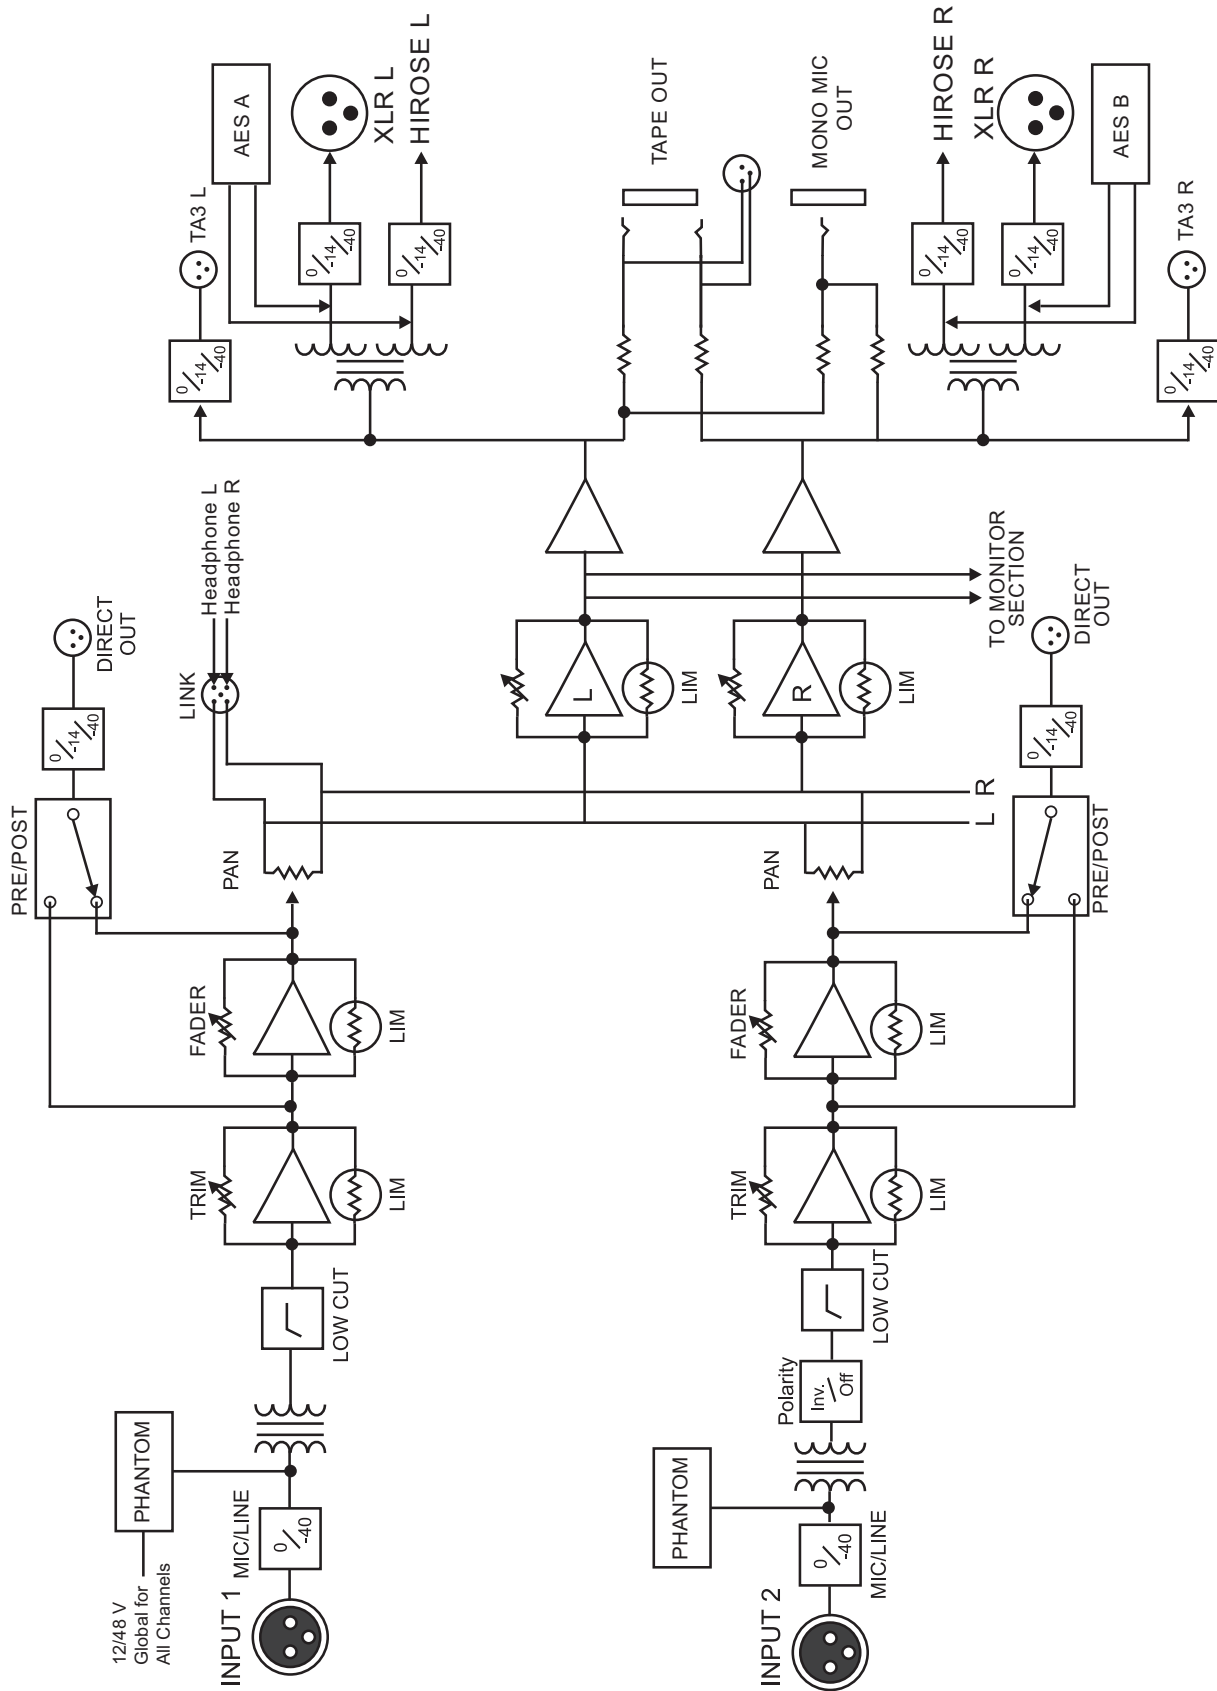 12/48 V
Global for
All Channels
PHANTOM
INPUT 1
MIC/LINE
0
-40
LOW CUT
TRIM
LIM
FADER
LIM
PRE/POST
0
-14
-40
DIRECT
OUT
PAN
LINK
Headphone L
Headphone R
L
LIM
0
-14
-40
TA3 L
AES A
0
-14
-40
XLR L
0
-14
-40
HIROSE L
TAPE OUT
INPUT 2
MIC/LINE
0
-40
PHANTOM
Polarity
Inv.
Off
LOW CUT
TRIM
LIM
FADER
LIM
PAN
PRE/POST
0
-14
-40
DIRECT
OUT
L
R
R
LIM
TO MONITOR
SECTION
MONO MIC
OUT
0
-14
-40
HIROSE R
0
-14
-40
XLR R
AES B
0
-14
-40
TA3 R